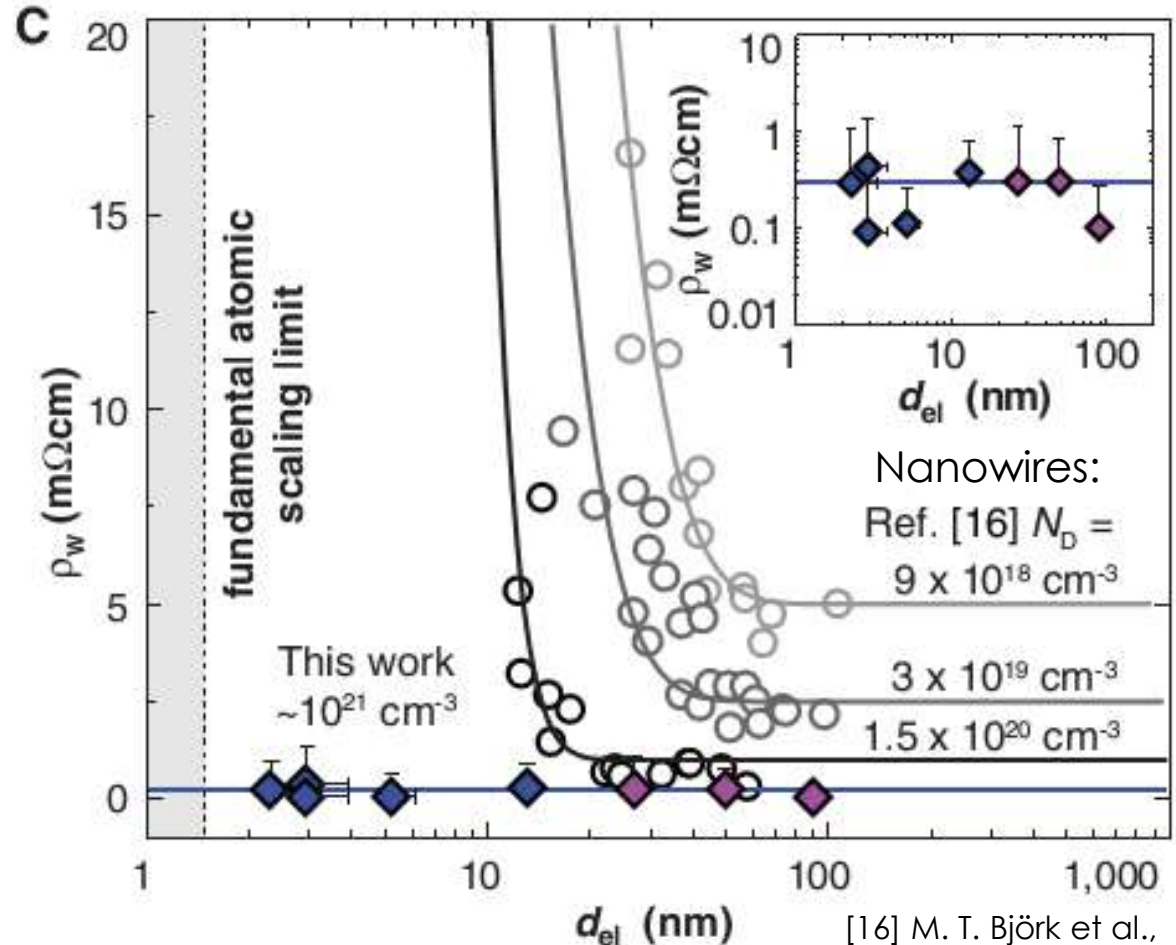 C
20
15
10
5
0
ρw (mΩcm)
fundamental atomic
scaling limit
This work
~10²¹ cm⁻³
10
1
0.1
0.01
ρw (mΩcm)
1 10 100
del (nm)
Nanowires:
Ref. [16] ND =
9 x 10¹⁸ cm⁻³
3 x 10¹⁹ cm⁻³
1.5 x 10²⁰ cm⁻³
1 10 100 1,000
del (nm)
[16] M. T. Björk et al.,